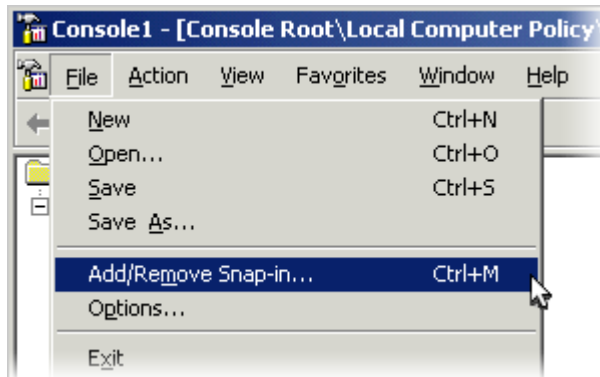 Console1 - [Console Root\Local Computer Policy\
File Action View Favorites Window Help
New Ctrl+N
Open... Ctrl+O
Save Ctrl+S
Save As...
Add/Remove Snap-in... Ctrl+M
Options...
Exit